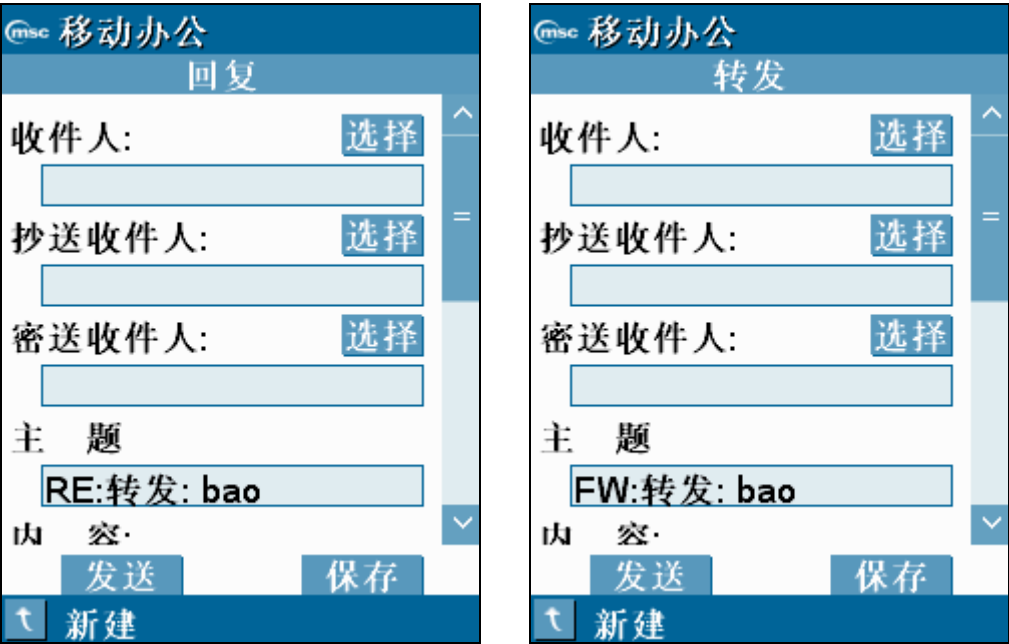 msc 移动办公
回复
收件人: 选择
抄送收件人: 选择
密送收件人: 选择
主 题
RE:转发: bao
内 容:
发送 保存
新建
msc 移动办公
转发
收件人: 选择
抄送收件人: 选择
密送收件人: 选择
主 题
FW:转发: bao
内 容:
发送 保存
新建